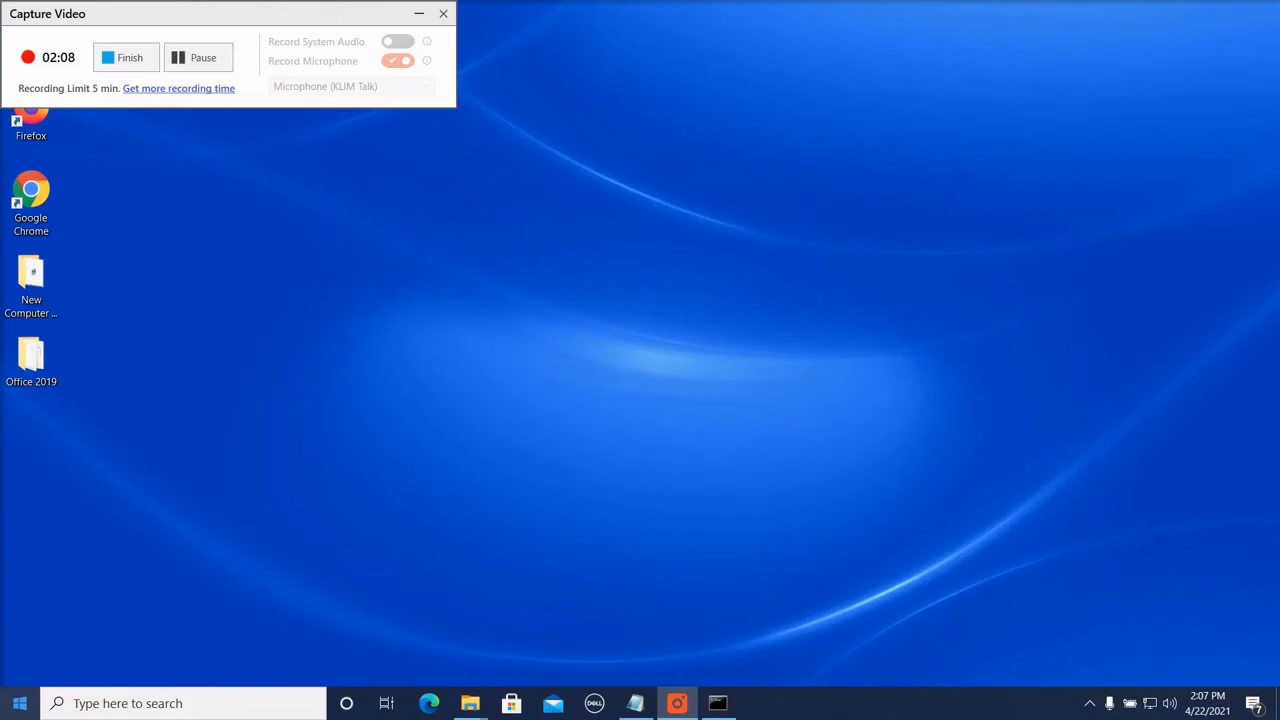 Capture Video
02:08
Finish
Pause
Record System Audio
Record Microphone
Microphone (KLIM Talk)
Recording Limit 5 min. Get more recording time
Firefox
Google
Chrome
New
Computer ...
Office 2019
Type here to search
DELL
2:07 PM
4/22/2021
7